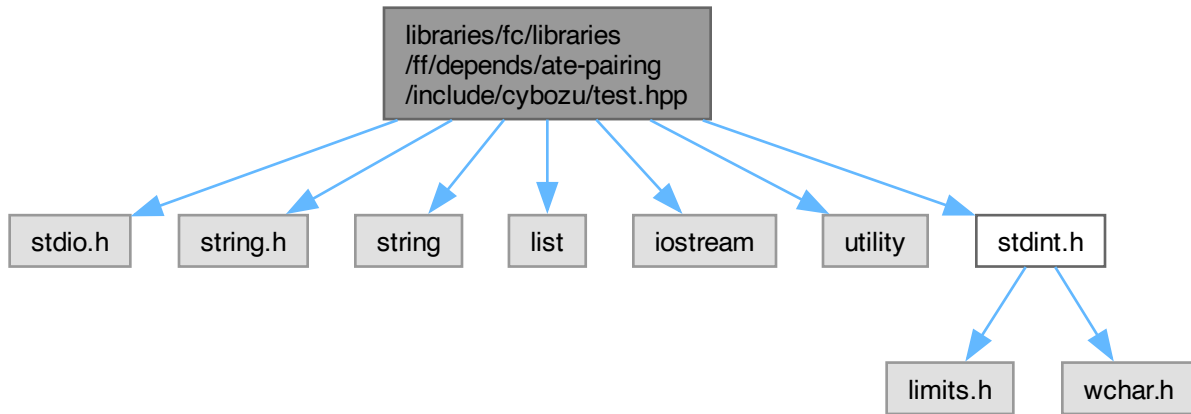 libraries/fc/libraries
/ff/depends/ate-pairing
/include/cybozu/test.hpp
stdio.h
string.h
string
list
iostream
utility
stdint.h
limits.h
wchar.h